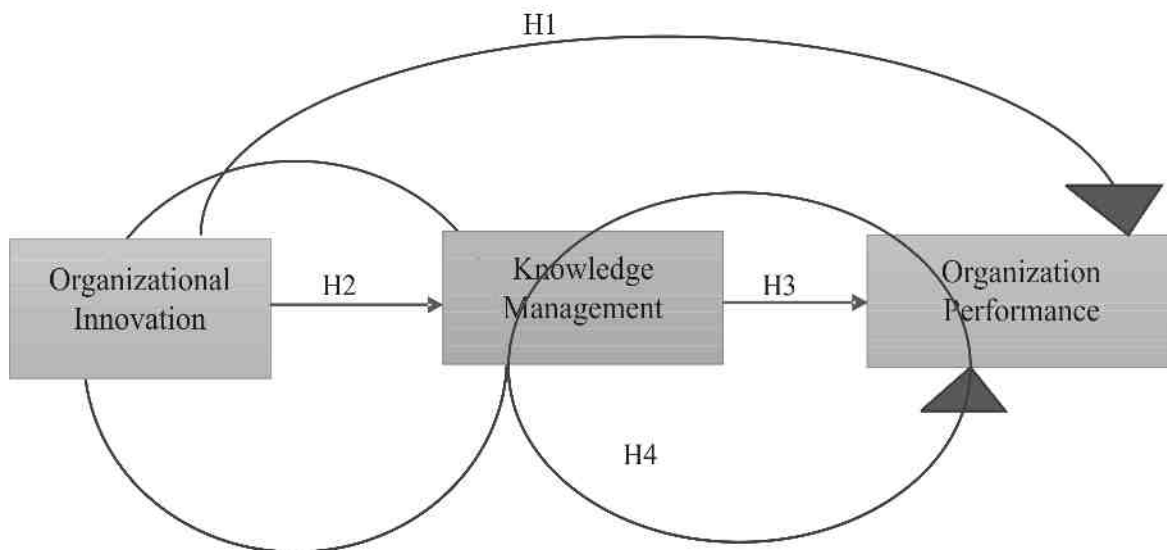 H1
Organizational
Innovation
H2
Knowledge
Management
H3
Organization
Performance
H4